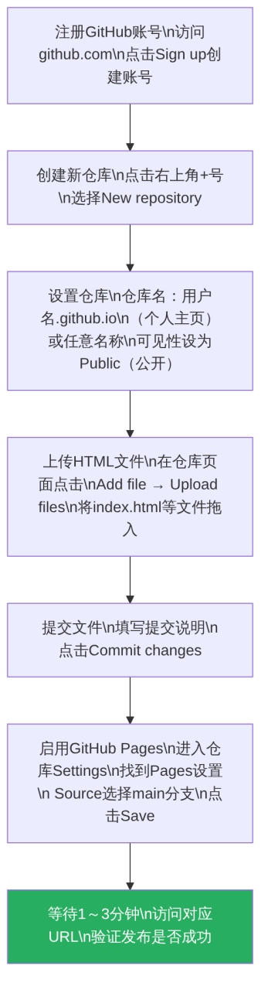 注册GitHub账号\n访问
github.com\n点击Sign up创
建账号
创建新仓库\n点击右上角+号
\n选择New repository
设置仓库\n仓库名：用户
名.github.io\n（个人主页）
或任意名称\n可见性设为
Public（公开）
上传HTML文件\n在仓库页
面点击\nAdd file → Upload
files\n将index.html等文件拖
入
提交文件\n填写提交说明\n
点击Commit changes
启用GitHub Pages\n进入仓
库Settings\n找到Pages设置
\n Source选择main分支\n点
击Save
等待1～3分钟\n访问对应
URL\n验证发布是否成功